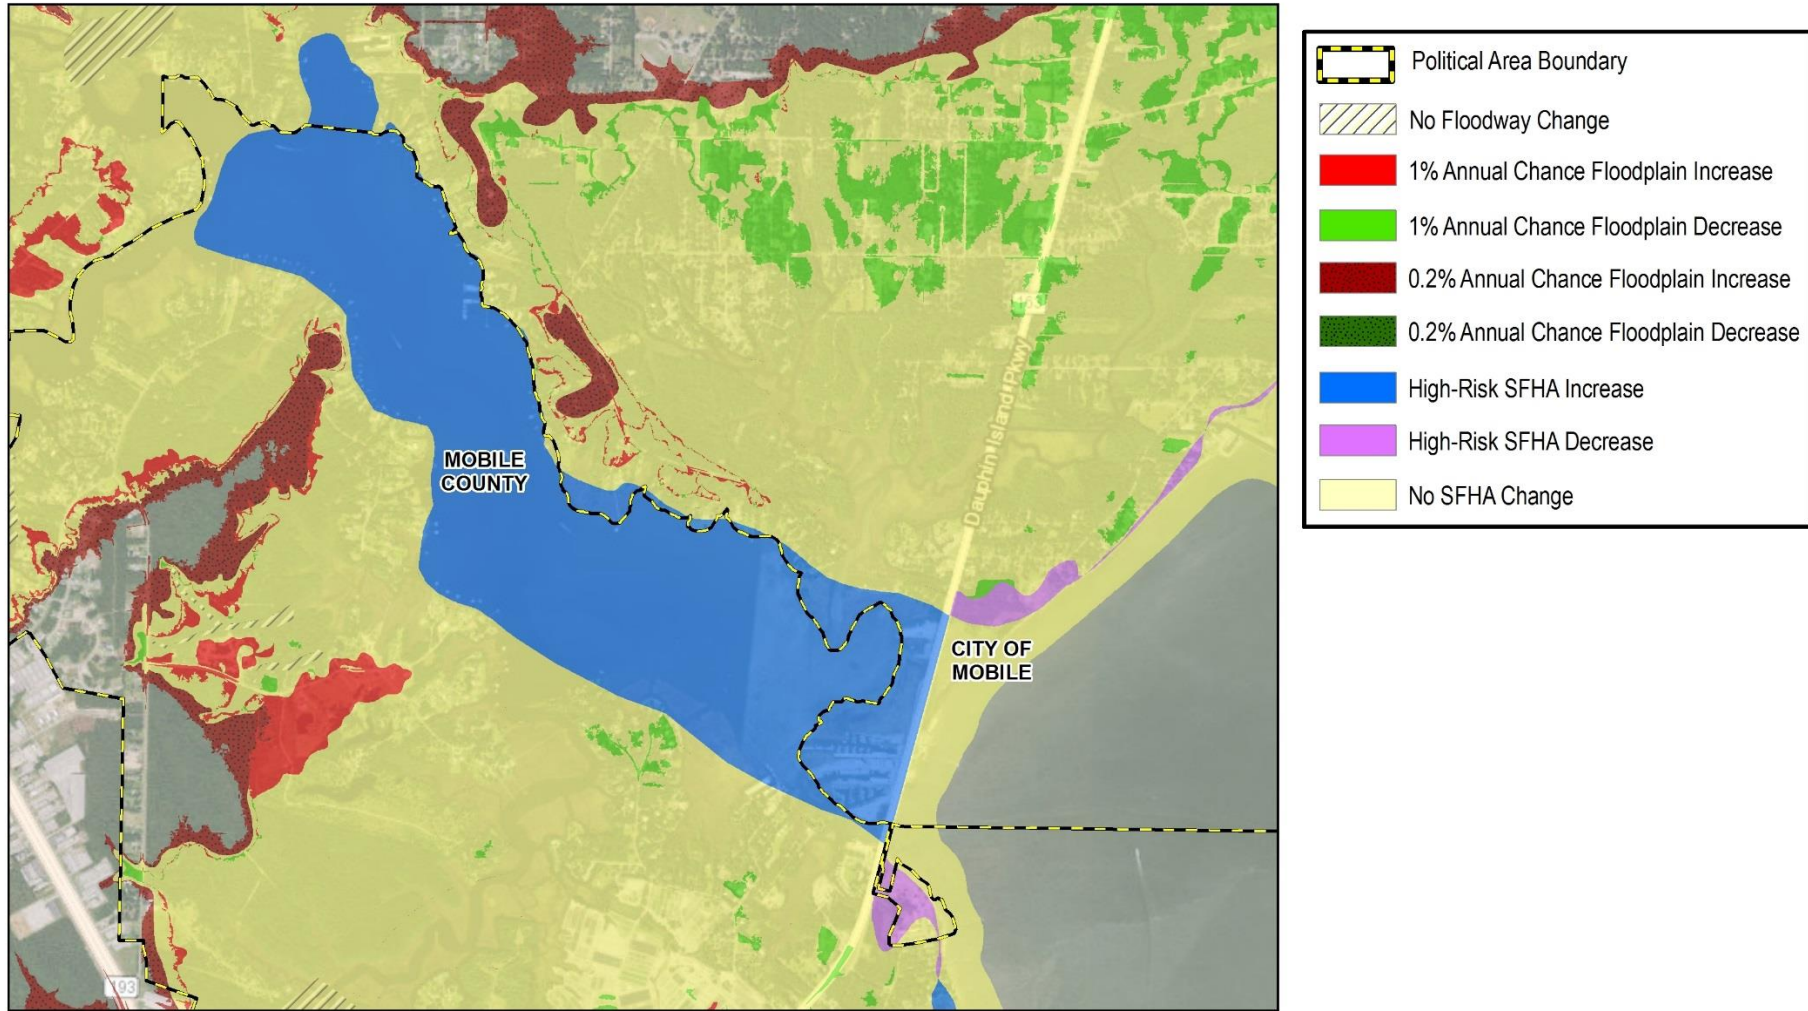 Dauphin Island Pkwy
MOBILE
COUNTY
CITY OF
MOBILE
193
Political Area Boundary
No Floodway Change
1% Annual Chance Floodplain Increase
1% Annual Chance Floodplain Decrease
0.2% Annual Chance Floodplain Increase
0.2% Annual Chance Floodplain Decrease
High-Risk SFHA Increase
High-Risk SFHA Decrease
No SFHA Change